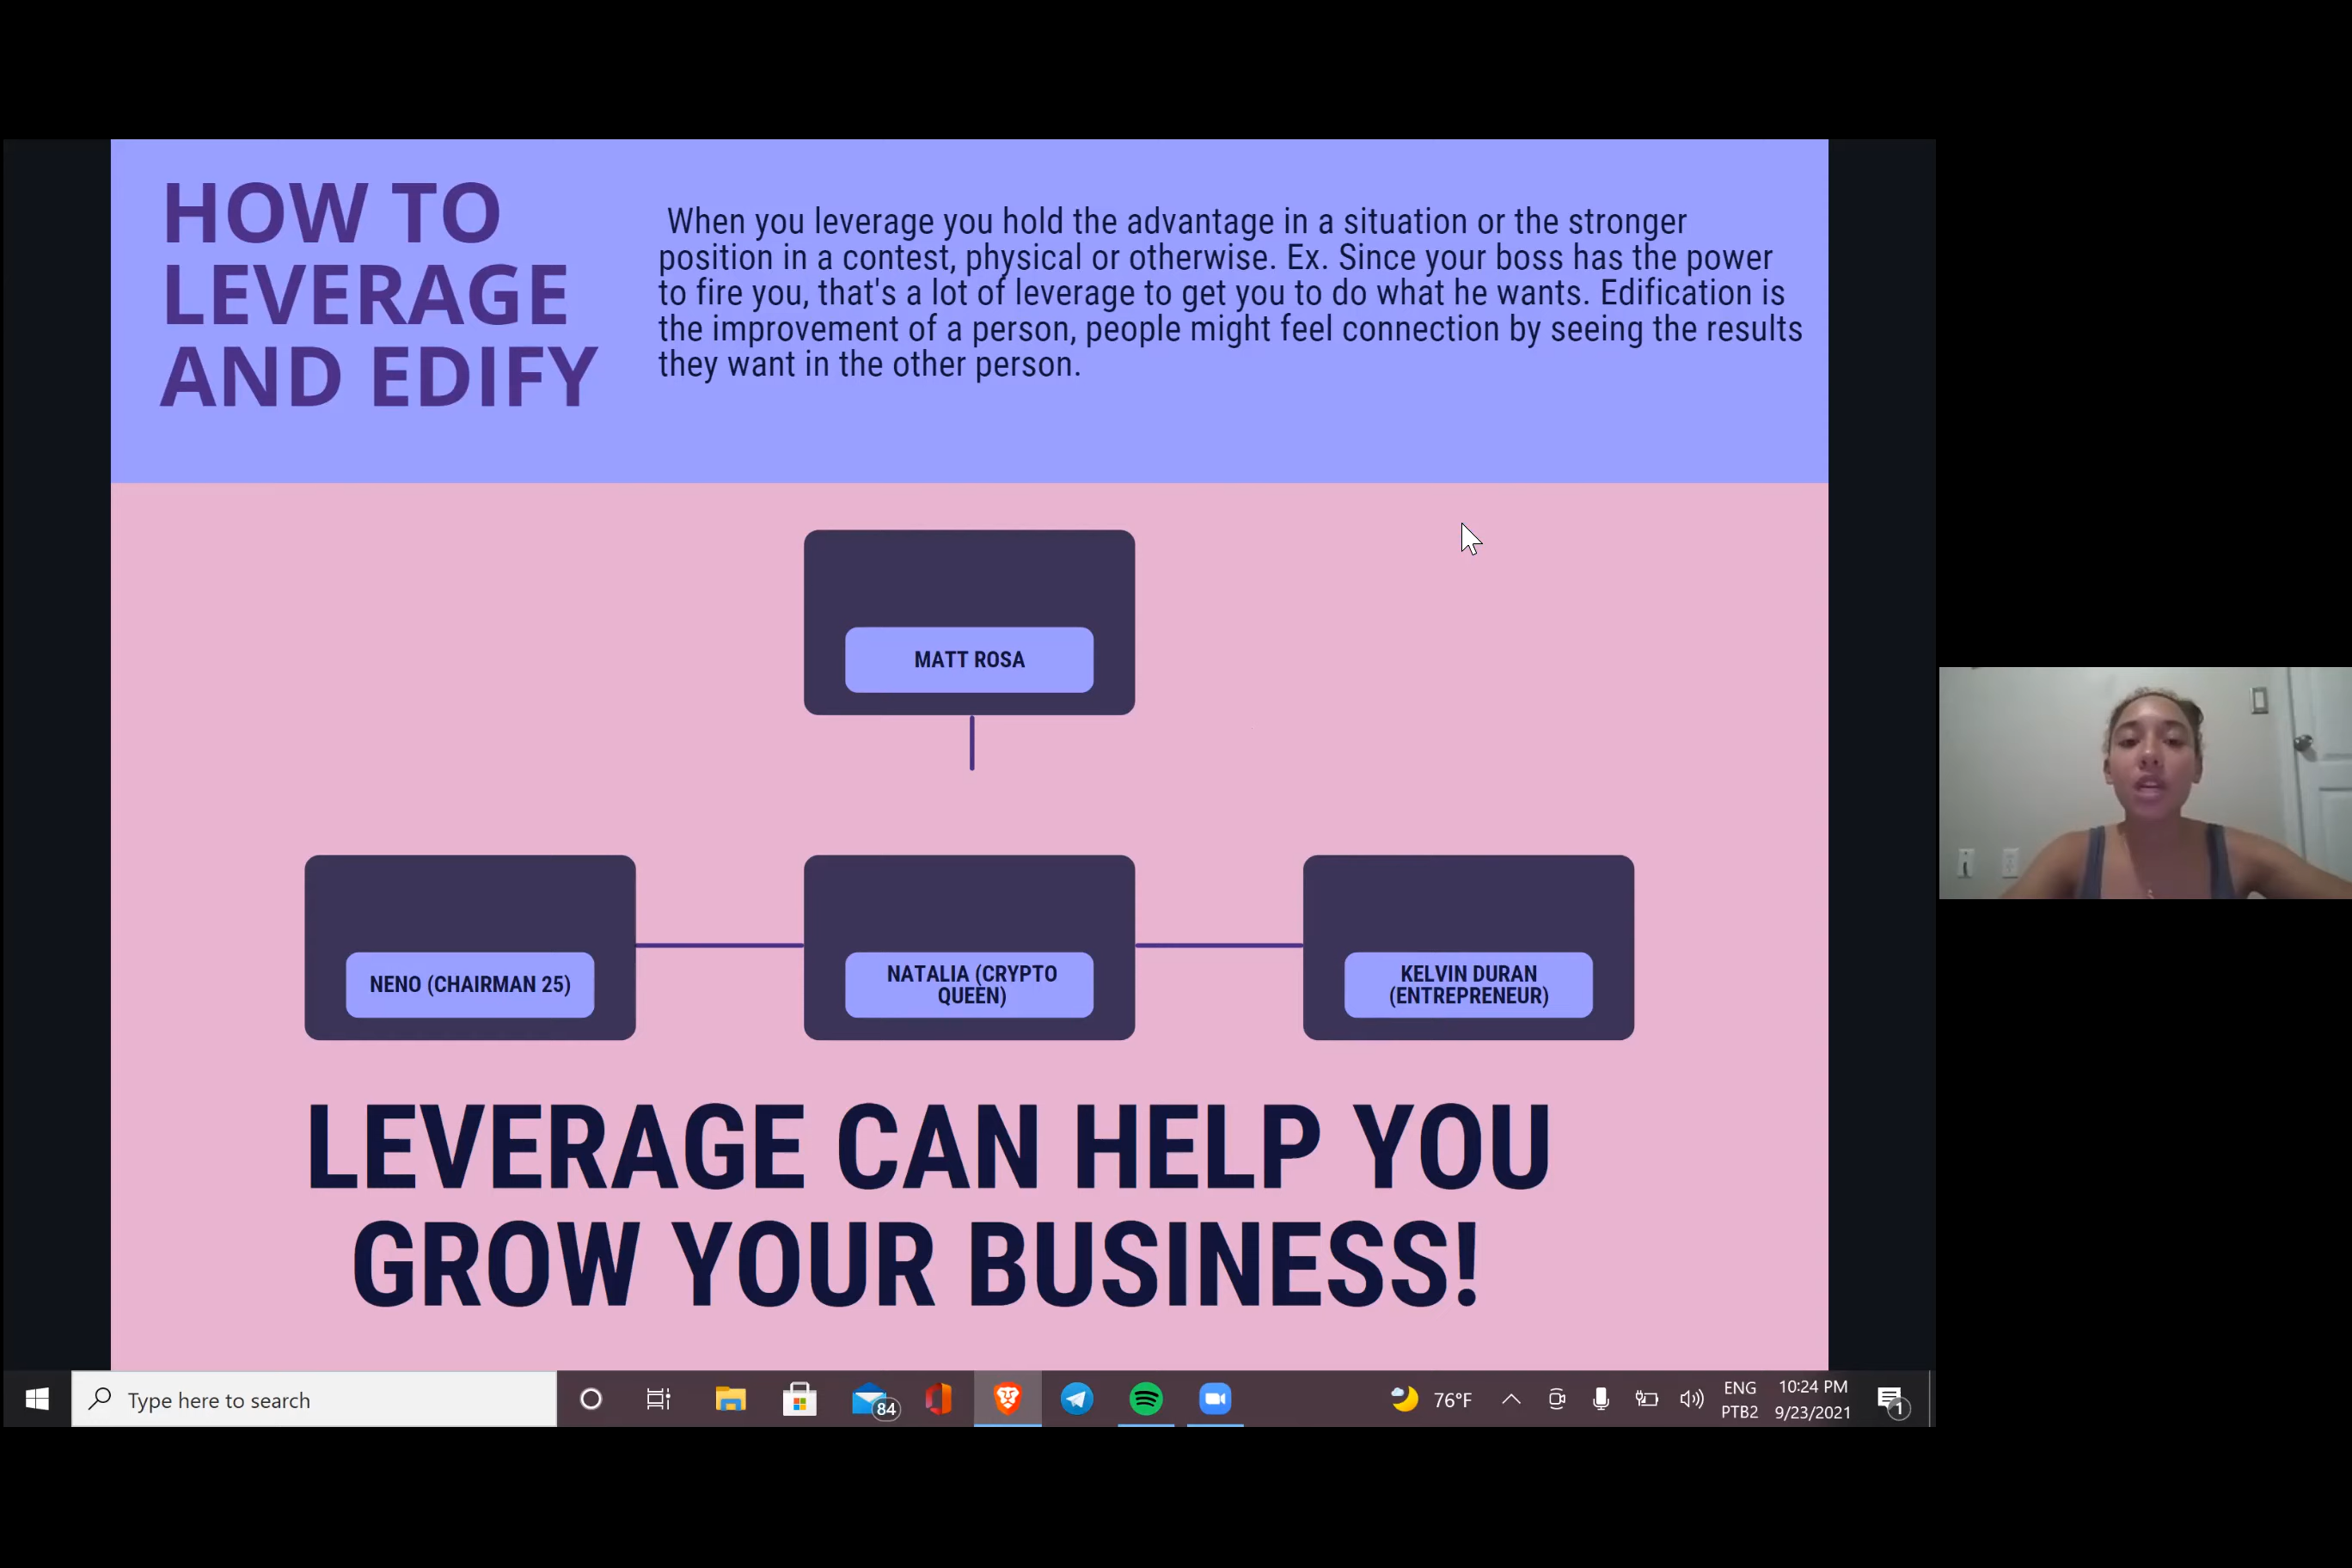 HOW TO
LEVERAGE
AND EDIFY
When you leverage you hold the advantage in a situation or the stronger
position in a contest, physical or otherwise. Ex. Since your boss has the power
to fire you, that's a lot of leverage to get you to do what he wants. Edification is
the improvement of a person, people might feel connection by seeing the results
they want in the other person.
MATT ROSA
NENO (CHAIRMAN 25)
NATALIA (CRYPTO
QUEEN)
KELVIN DURAN
(ENTREPRENEUR)
LEVERAGE CAN HELP YOU
GROW YOUR BUSINESS!
Type here to search
84
76°F
ENG
PTB2
10:24 PM
9/23/2021
1